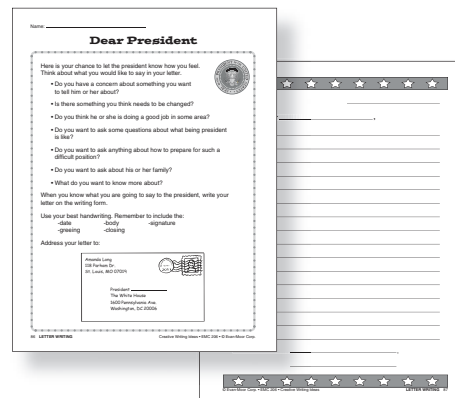 Name:
Dear President
Here is your chance to let the president know how you feel.
Think about what you would like to say in your letter.
• Do you have a concern about something you want
to tell him or her about?
• Is there something you think needs to be changed?
• Do you think he or she is doing a good job in some area?
• Do you want to ask some questions about what being president
is like?
• Do you want to ask anything about how to prepare for such a
difficult position?
• Do you want to ask about his or her family?
• What do you want to know more about?
When you know what you are going to say to the president, write your
letter on the writing form.
Use your best handwriting. Remember to include the:
-date -body -signature
-greeing -closing
Address your letter to:
Amanda Long
St. Louis, MO
President
The White House
1600 Pennsylvania Ave.
Washington, DC 20006
86 LETTER WRITING Creative Writing Ideas • EMC 206 • © Evan-Moor Corp.
,
,
© Evan-Moor Corp. • EMC 206 • Creative Writing Ideas LETTER WRITING 87